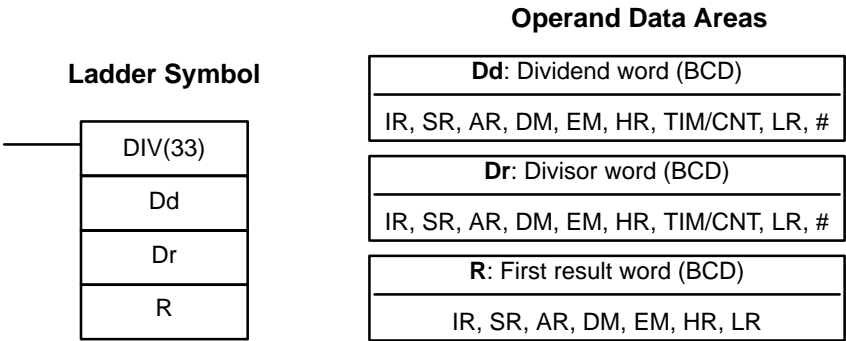 Operand Data Areas
Ladder Symbol
DIV(33)
Dd
Dr
R
Dd: Dividend word (BCD)
IR, SR, AR, DM, EM, HR, TIM/CNT, LR, #
Dr: Divisor word (BCD)
IR, SR, AR, DM, EM, HR, TIM/CNT, LR, #
R: First result word (BCD)
IR, SR, AR, DM, EM, HR, LR